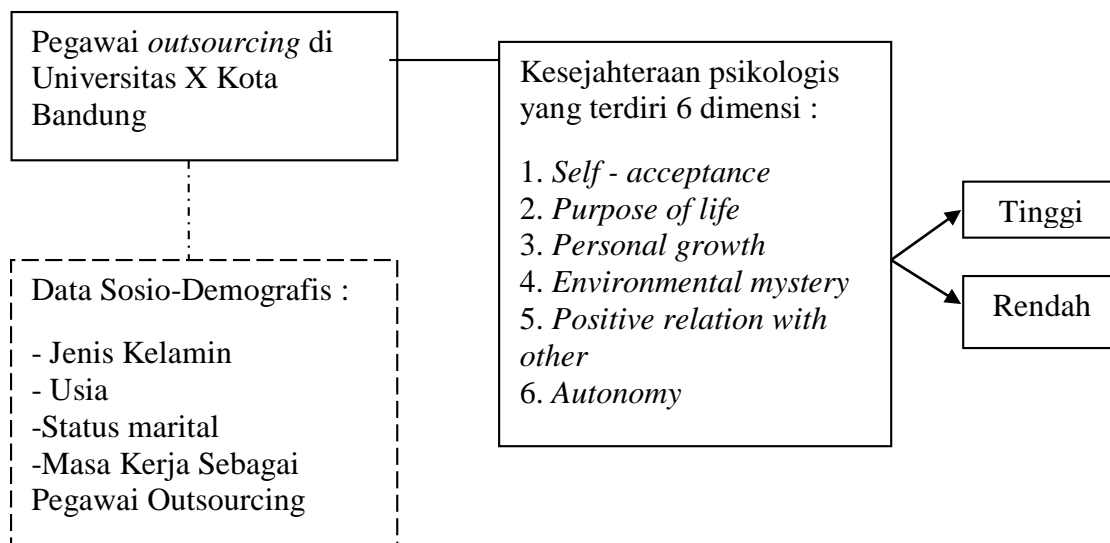 Pegawai outsourcing di
Universitas X Kota
Bandung
Kesejahteraan psikologis
yang terdiri 6 dimensi :
1. Self - acceptance
2. Purpose of life
3. Personal growth
4. Environmental mystery
5. Positive relation with
other
6. Autonomy
Tinggi
Rendah
Data Sosio-Demografis :
- Jenis Kelamin
- Usia
-Status marital
-Masa Kerja Sebagai
Pegawai Outsourcing